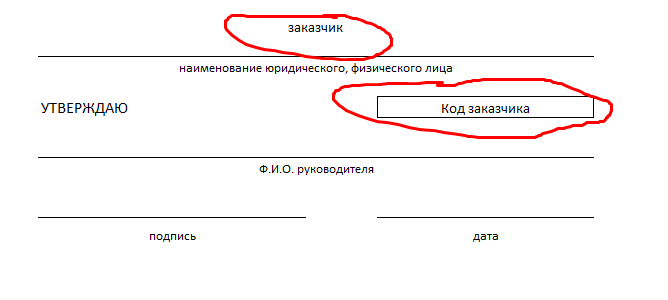 заказчик
наименование юридического, физического лица
УТВЕРЖДАЮ Код заказчика
Ф.И.О. руководителя
подпись дата